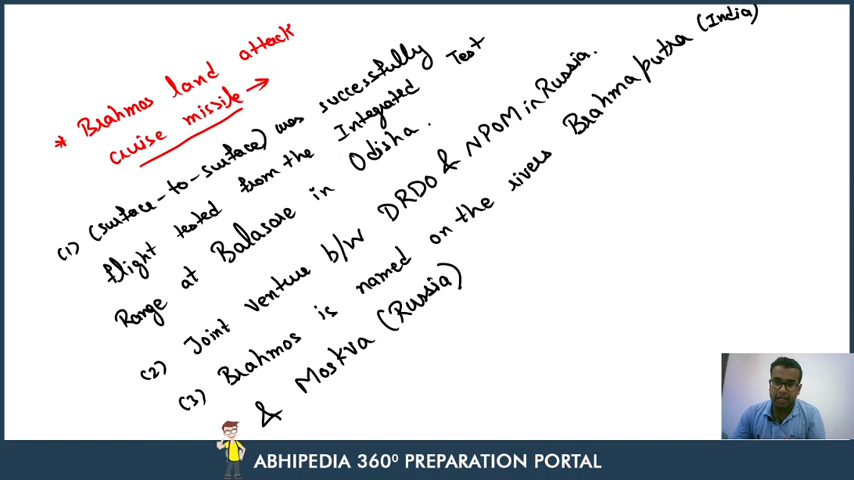 * Brahmos land attack
cruise missile →
(1) (surface-to-surface) was successfully
flight tested from the Integrated Test
Range at Balasore in Odisha.
(2) Joint venture b/w DRDO & NPOM in Russia.
(3) Brahmos is named on the rivers Brahmaputra (India)
& Moskva (Russia)
ABHIPEDIA 360⁰ PREPARATION PORTAL